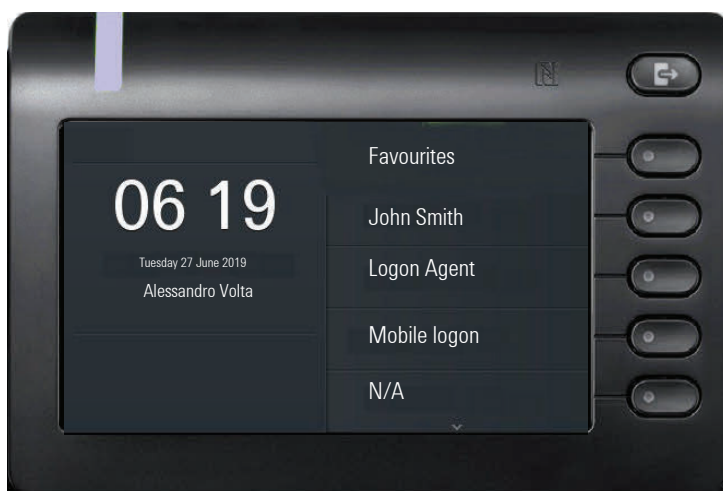 06 19
Tuesday 27 June 2019
Alessandro Volta
Favourites
John Smith
Logon Agent
Mobile logon
N/A